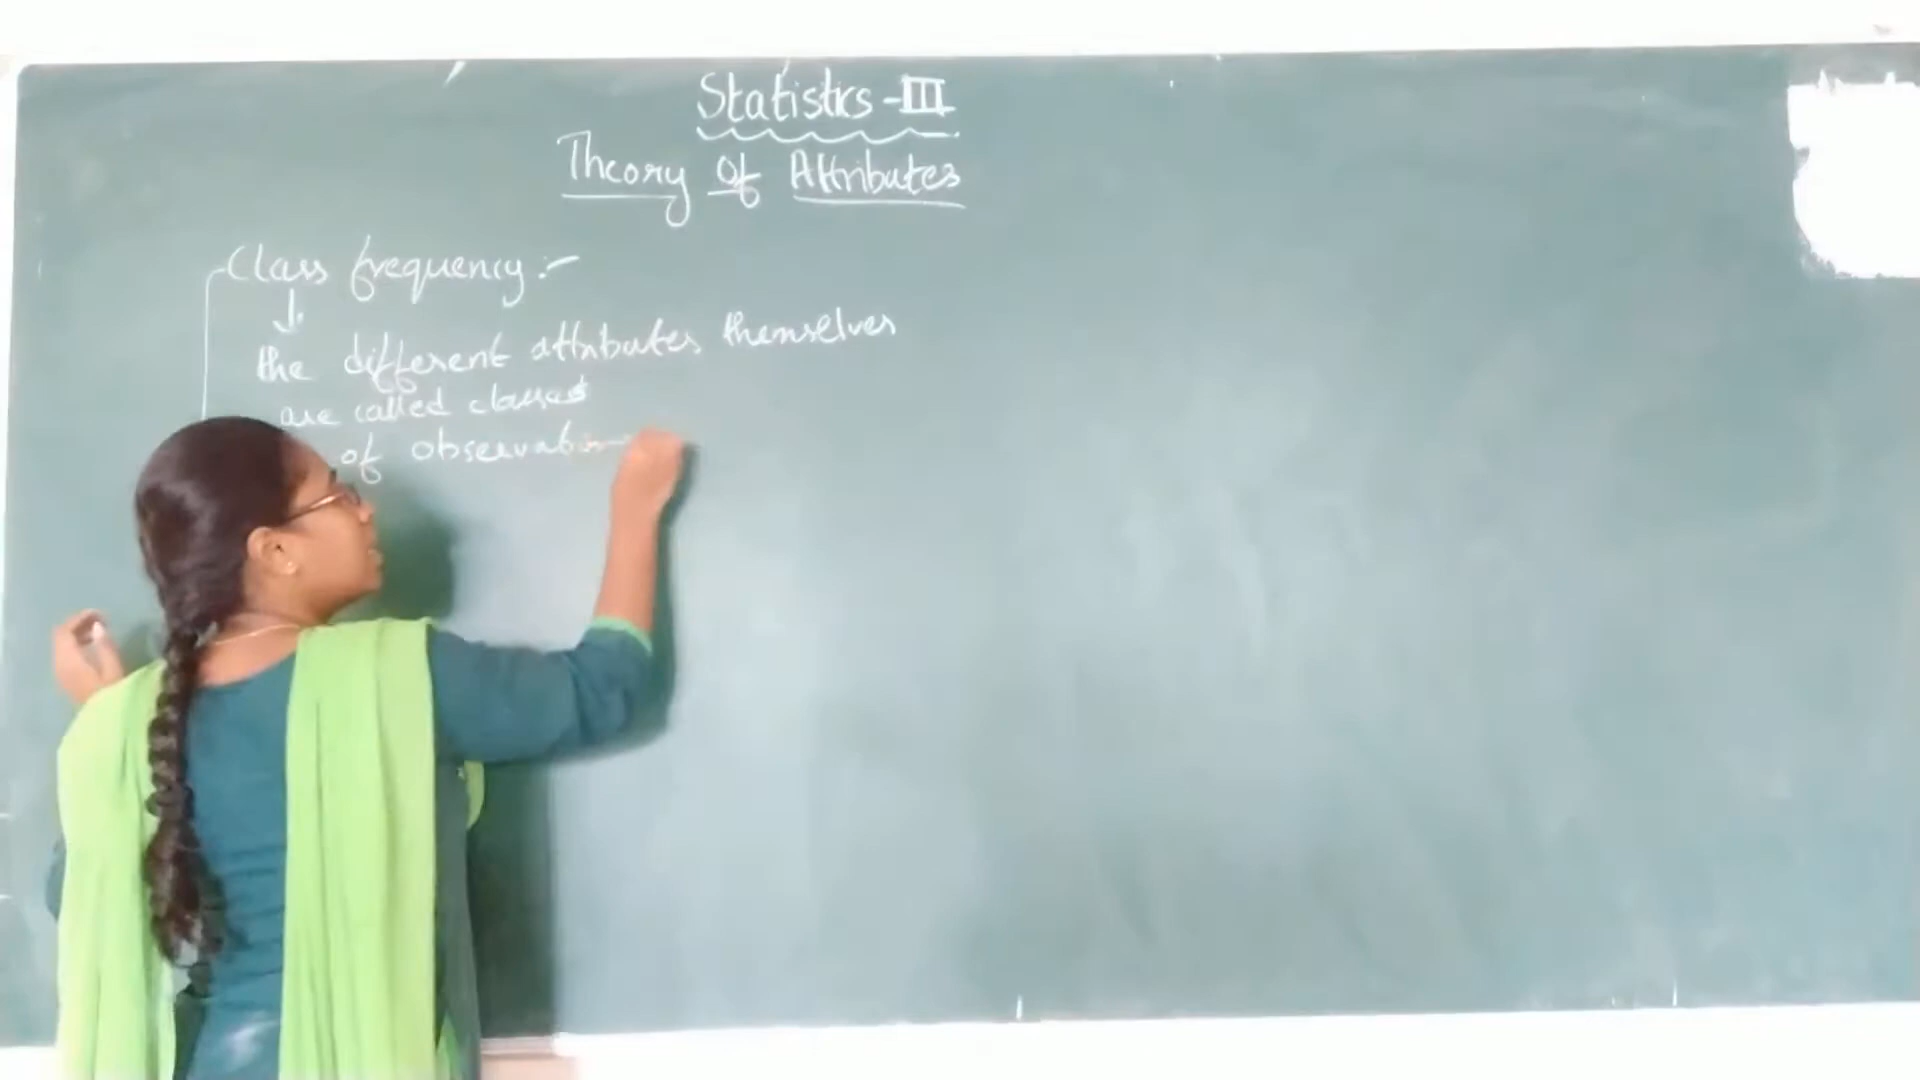 Statistics - III
Theory of Attributes
Class frequency :-
the different attributes themselves
are called classes
of observation